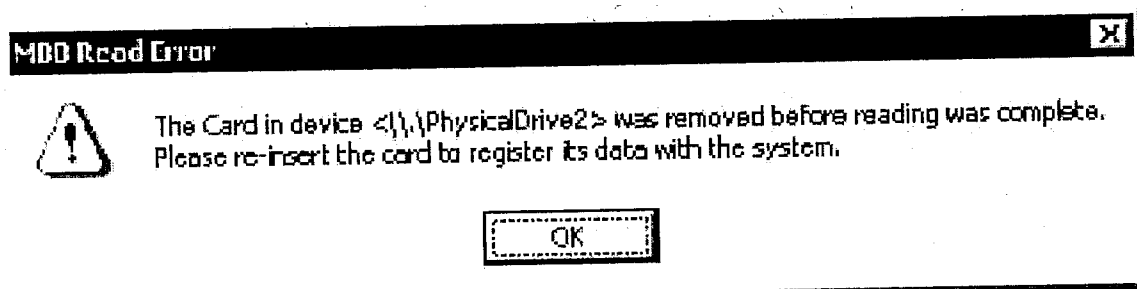 MDD Read Error
The Card in device <\\.\PhysicalDrive2> was removed before reading was complete.
Please re-insert the card to register its data with the system.
OK